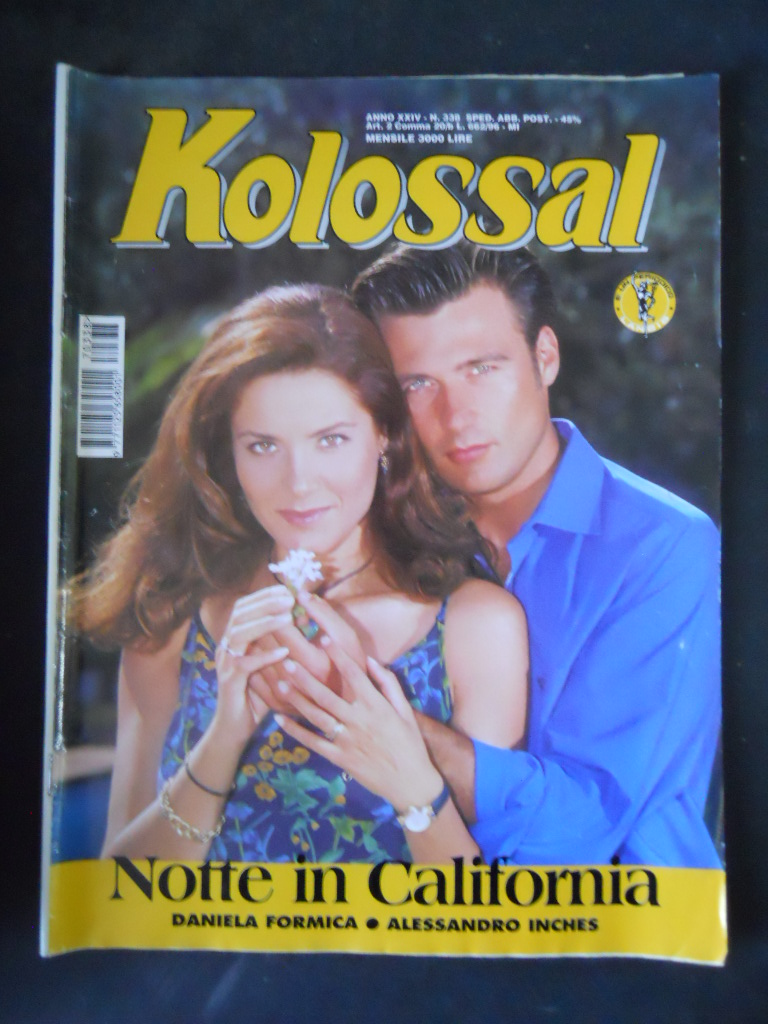 ANNO XXIV - N. 338 SPED. ABB. POST. - 45%
Art. 2 Comma 20/b L. 662/96 - MI
MENSILE 3000 LIRE
Kolossal
Notte in California
DANIELA FORMICA ● ALESSANDRO INCHES